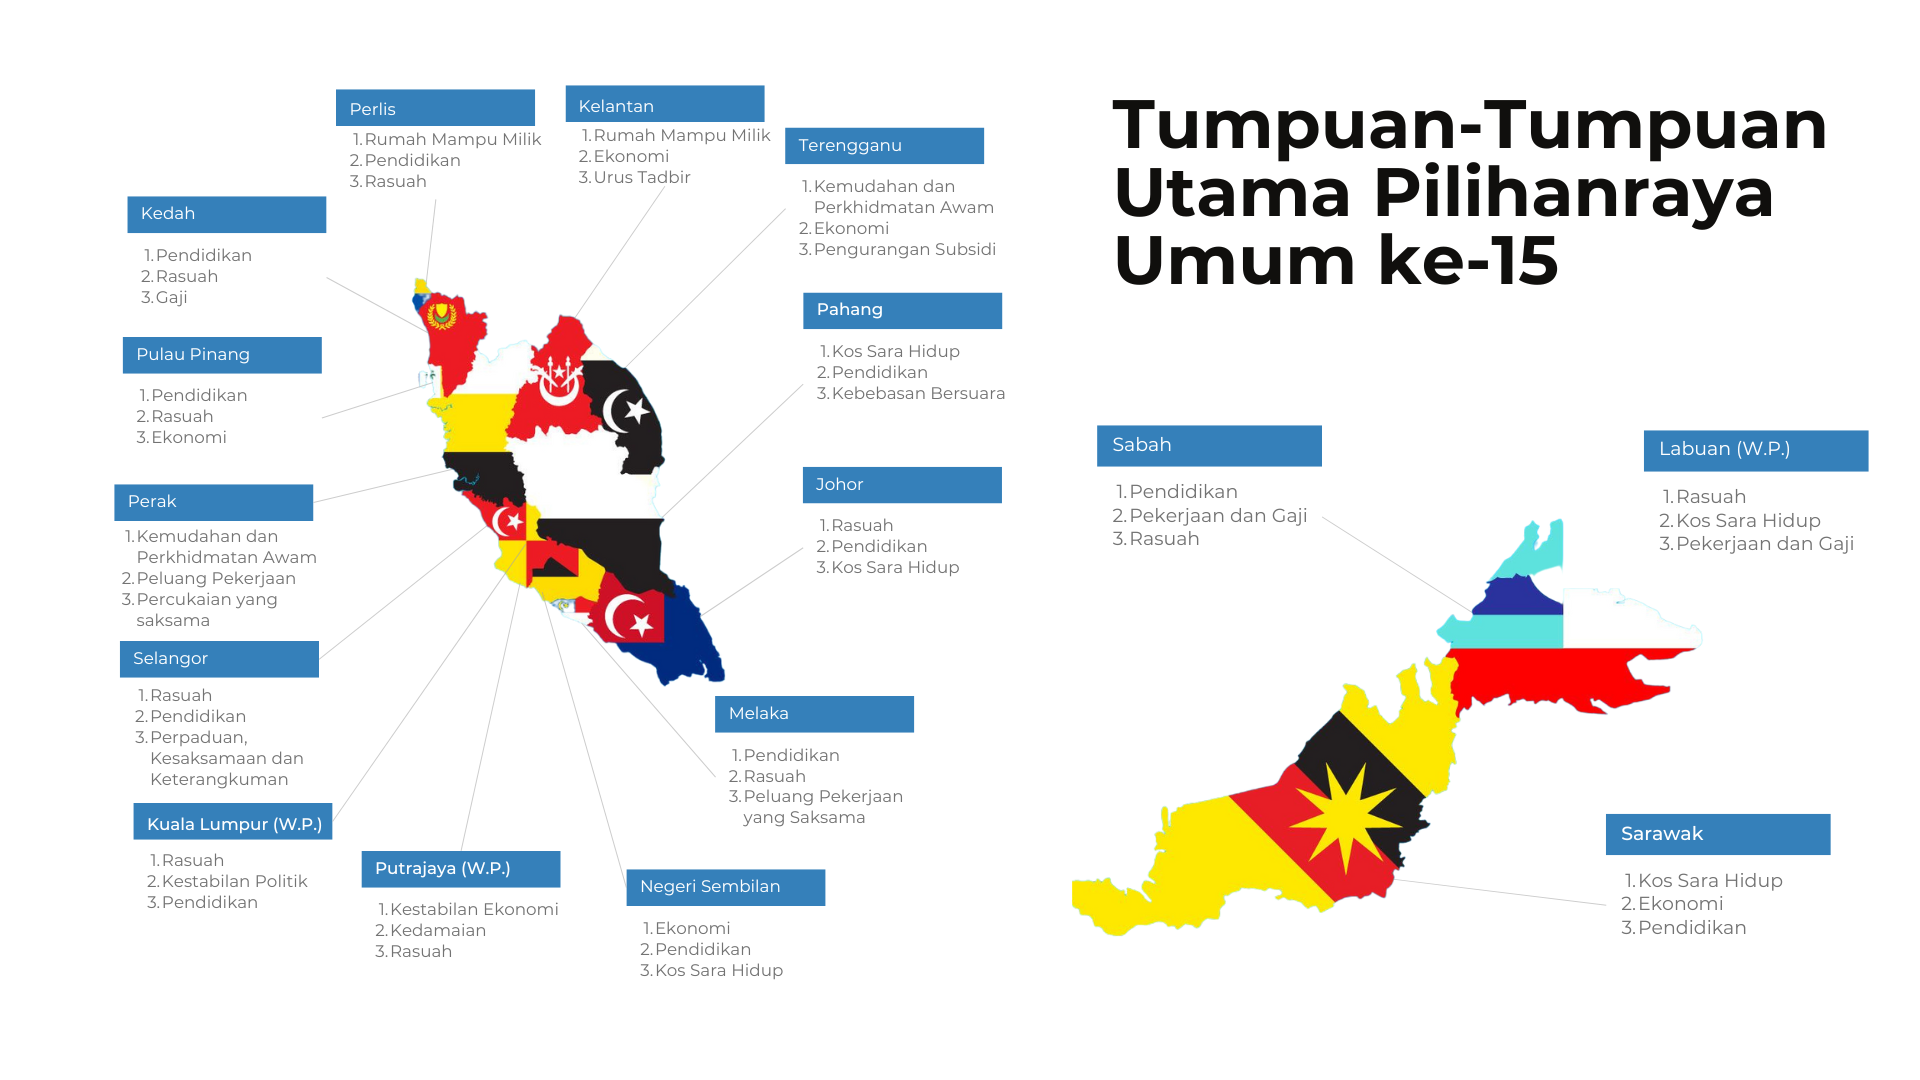 Tumpuan-Tumpuan
Utama Pilihanraya
Umum ke-15
Perlis
1. Rumah Mampu Milik
2. Pendidikan
3. Rasuah
Kelantan
1. Rumah Mampu Milik
2. Ekonomi
3. Urus Tadbir
Terengganu
1. Kemudahan dan
Perkhidmatan Awam
2. Ekonomi
3. Pengurangan Subsidi
Kedah
1. Pendidikan
2. Rasuah
3. Gaji
Pahang
1. Kos Sara Hidup
2. Pendidikan
3. Kebebasan Bersuara
Pulau Pinang
1. Pendidikan
2. Rasuah
3. Ekonomi
Johor
1. Rasuah
2. Pendidikan
3. Kos Sara Hidup
Perak
1. Kemudahan dan
Perkhidmatan Awam
2. Peluang Pekerjaan
3. Percukaian yang
saksama
Selangor
1. Rasuah
2. Pendidikan
3. Perpaduan,
Kesaksamaan dan
Keterangkuman
Melaka
1. Pendidikan
2. Rasuah
3. Peluang Pekerjaan
yang Saksama
Kuala Lumpur (W.P.)
1. Rasuah
2. Kestabilan Politik
3. Pendidikan
Putrajaya (W.P.)
1. Kestabilan Ekonomi
2. Kedamaian
3. Rasuah
Negeri Sembilan
1. Ekonomi
2. Pendidikan
3. Kos Sara Hidup
Sabah
1. Pendidikan
2. Pekerjaan dan Gaji
3. Rasuah
Labuan (W.P.)
1. Rasuah
2. Kos Sara Hidup
3. Pekerjaan dan Gaji
Sarawak
1. Kos Sara Hidup
2. Ekonomi
3. Pendidikan